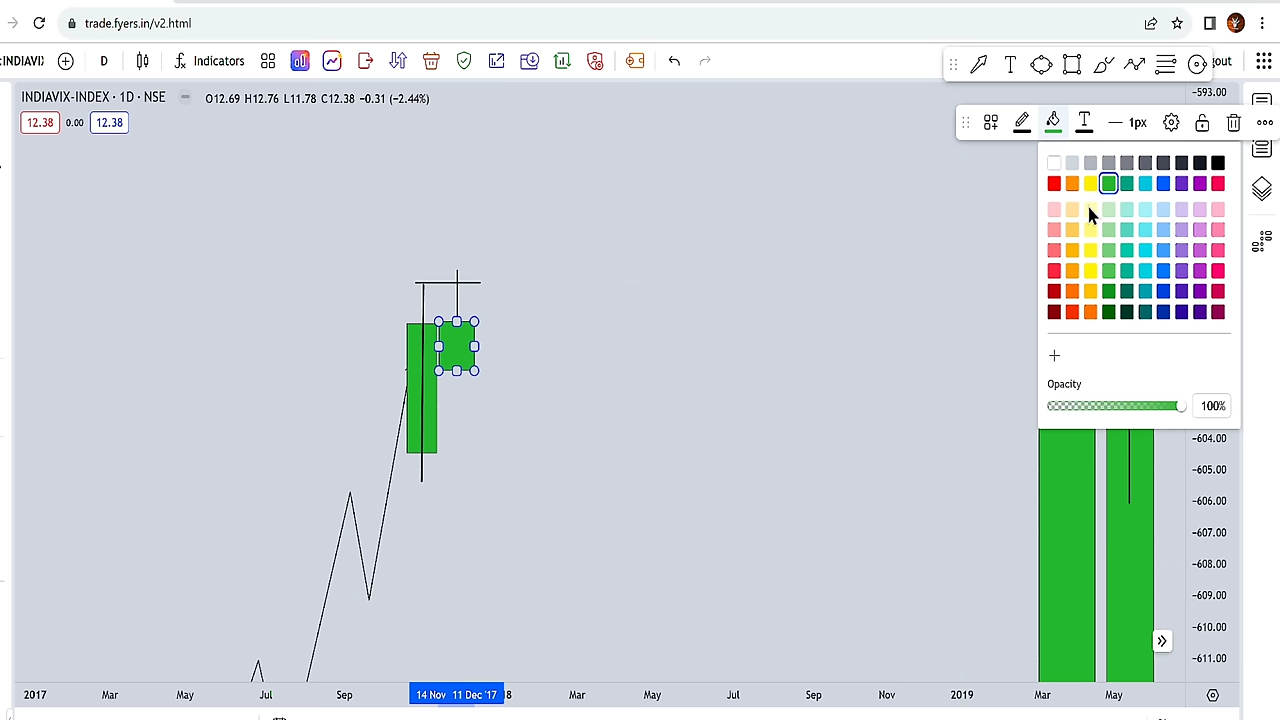 trade.fyers.in/v2.html
:INDIAVIX D Indicators gout
INDIAVIX-INDEX · 1D · NSE O12.69 H12.76 L11.78 C12.38 −0.31 (−2.44%)
12.38 0.00 12.38
T T 1px
-593.00
Opacity
100%
-604.00
-605.00
-606.00
-607.00
-608.00
-609.00
-610.00
-611.00
2017 Mar May Jul Sep 14 Nov 11 Dec '17 8 Mar May Jul Sep Nov 2019 Mar May